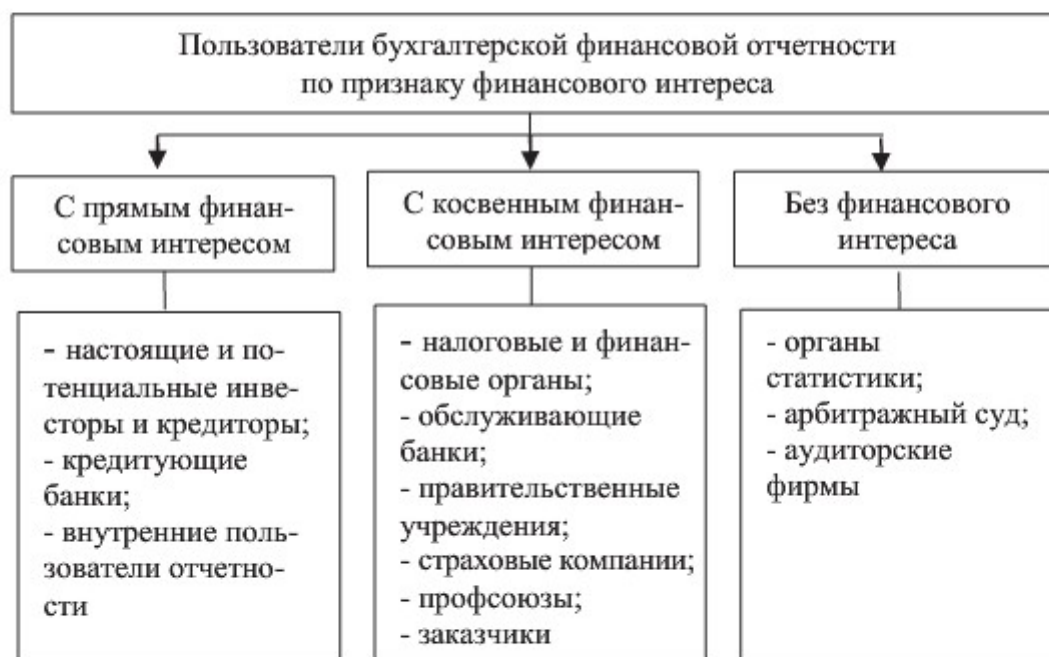 Пользователи бухгалтерской финансовой отчетности
по признаку финансового интереса
С прямым финан-
совым интересом
С косвенным финан-
совым интересом
Без финансового
интереса
- настоящие и по-
тенциальные инве-
сторы и кредиторы;
- кредитующие
банки;
- внутренние поль-
зователи отчетно-
сти
- налоговые и финан-
совые органы;
- обслуживающие
банки;
- правительственные
учреждения;
- страховые компании;
- профсоюзы;
- заказчики
- органы
статистики;
- арбитражный суд;
- аудиторские
фирмы